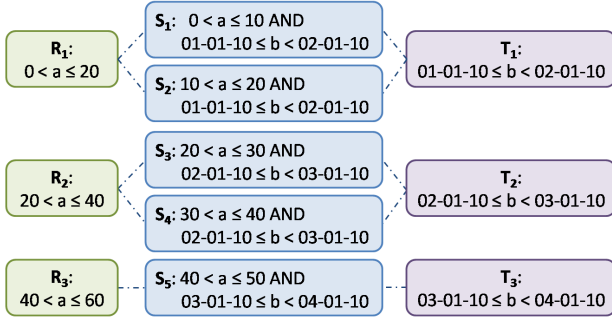 R1:
0 < a ≤ 20
S1: 0 < a ≤ 10 AND
01-01-10 ≤ b < 02-01-10
S2: 10 < a ≤ 20 AND
01-01-10 ≤ b < 02-01-10
T1:
01-01-10 ≤ b < 02-01-10
R2:
20 < a ≤ 40
S3: 20 < a ≤ 30 AND
02-01-10 ≤ b < 03-01-10
S4: 30 < a ≤ 40 AND
02-01-10 ≤ b < 03-01-10
T2:
02-01-10 ≤ b < 03-01-10
R3:
40 < a ≤ 60
S5: 40 < a ≤ 50 AND
03-01-10 ≤ b < 04-01-10
T3:
03-01-10 ≤ b < 04-01-10